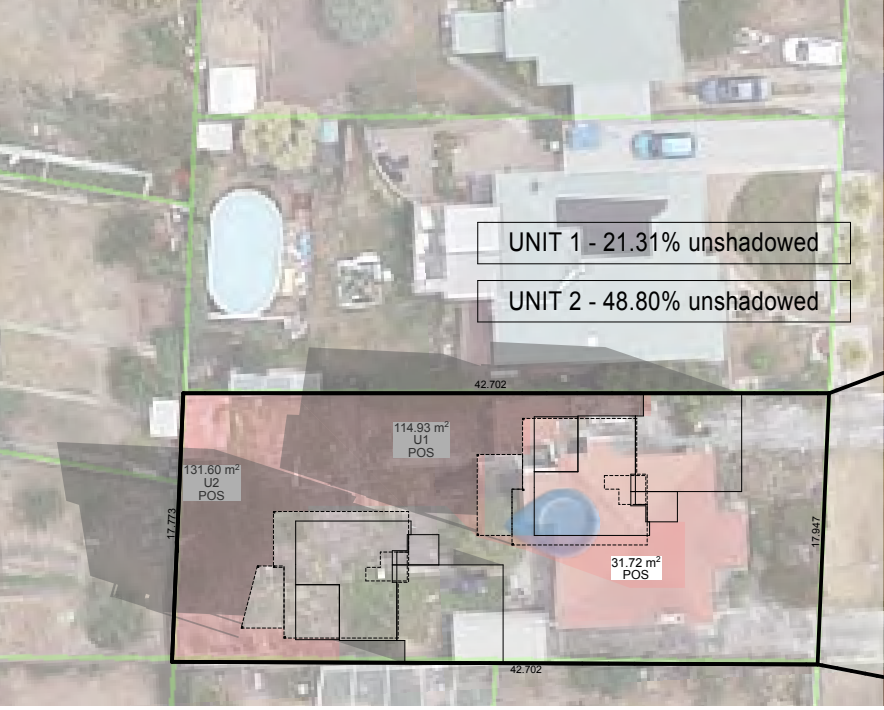 UNIT 1 - 21.31% unshadowed
UNIT 2 - 48.80% unshadowed
42.702
114.93 m²
U1
POS
131.60 m²
U2
POS
17.773
17.947
31.72 m²
POS
42.702